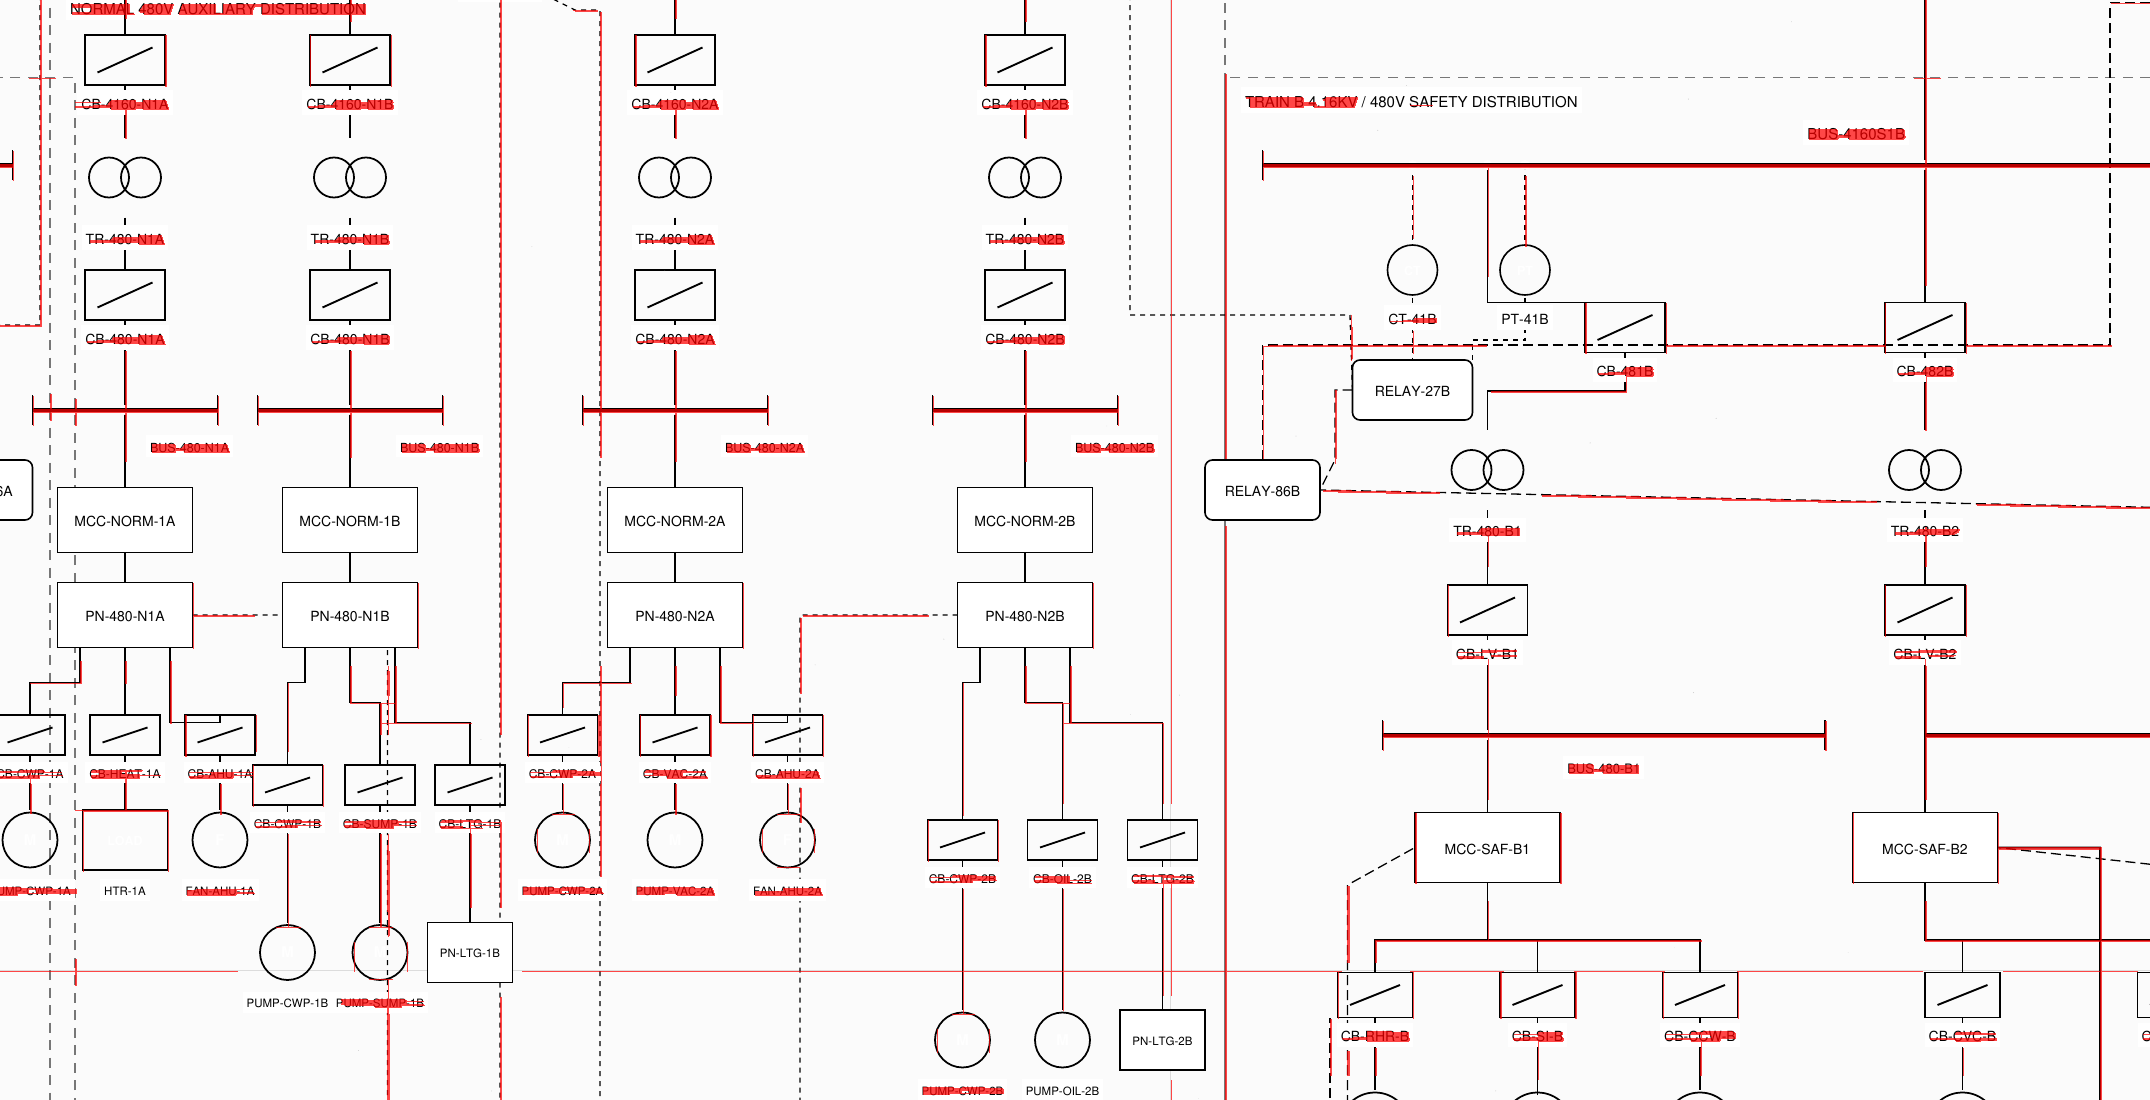 NORMAL 480V AUXILIARY DISTRIBUTION
CB-4160-N1A
CB-4160-N1B
CB-4160-N2A
CB-4160-N2B
TRAIN B 4.16KV / 480V SAFETY DISTRIBUTION
BUS-4160S1B
TR-480-N1A
TR-480-N1B
TR-480-N2A
TR-480-N2B
CT-41B
PT-41B
CB-480-N1A
CB-480-N1B
CB-480-N2A
CB-480-N2B
CB-481B
CB-482B
RELAY-27B
BUS-480-N1A
BUS-480-N1B
BUS-480-N2A
BUS-480-N2B
6A
RELAY-86B
MCC-NORM-1A
MCC-NORM-1B
MCC-NORM-2A
MCC-NORM-2B
TR-480-B1
TR-480-B2
PN-480-N1A
PN-480-N1B
PN-480-N2A
PN-480-N2B
CB-LV-B1
CB-LV-B2
CB-CWP-1A
CB-HEAT-1A
CB-AHU-1A
CB-CWP-2A
CB-VAC-2A
CB-AHU-2A
BUS-480-B1
CB-CWP-1B
CB-SUMP-1B
CB-LTG-1B
MCC-SAF-B1
MCC-SAF-B2
CB-CWP-2B
CB-OIL-2B
CB-LTG-2B
UMP-CWP-1A
HTR-1A
FAN-AHU-1A
PUMP-CWP-2A
PUMP-VAC-2A
FAN-AHU-2A
PN-LTG-1B
PUMP-CWP-1B
PUMP-SUMP-1B
PN-LTG-2B
CB-RHR-B
CB-SI-B
CB-CCW-B
CB-CVC-B
PUMP-CWP-2B
PUMP-OIL-2B